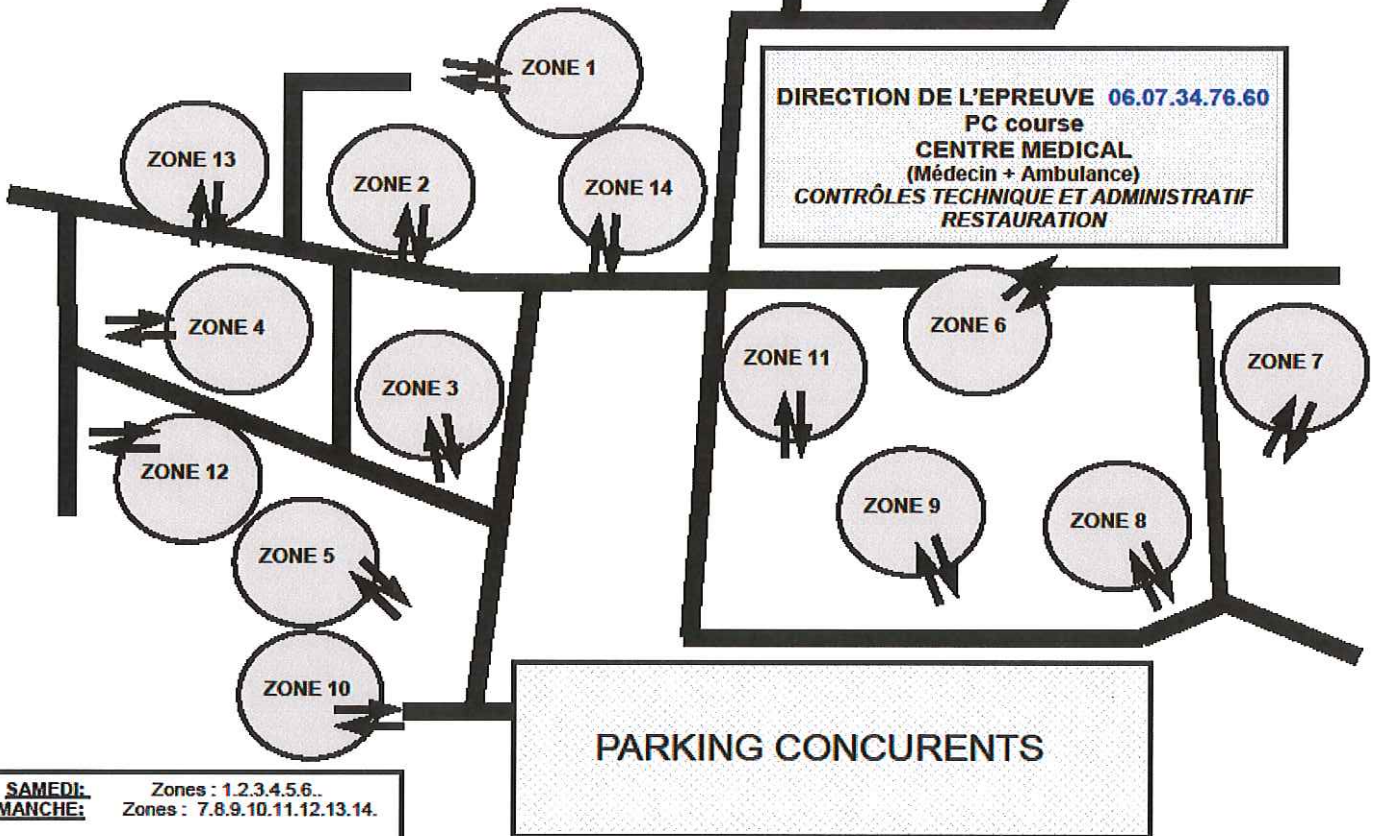 ZONE 1
DIRECTION DE L'EPREUVE 06.07.34.76.60
PC course
CENTRE MEDICAL
(Médecin + Ambulance)
CONTRÔLES TECHNIQUE ET ADMINISTRATIF
RESTAURATION
ZONE 13
ZONE 2
ZONE 14
ZONE 4
ZONE 6
ZONE 11
ZONE 7
ZONE 3
ZONE 12
ZONE 9
ZONE 8
ZONE 5
ZONE 10
PARKING CONCURENTS
SAMEDI: Zones : 1.2.3.4.5.6..
MANCHE: Zones : 7.8.9.10.11.12.13.14.